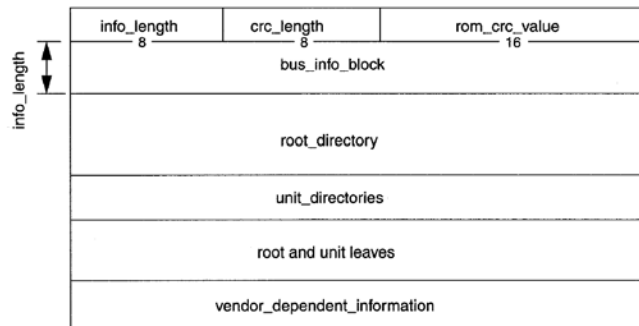 info_length crc_length rom_crc_value
8 8 16
info_length
bus_info_block
root_directory
unit_directories
root and unit leaves
vendor_dependent_information